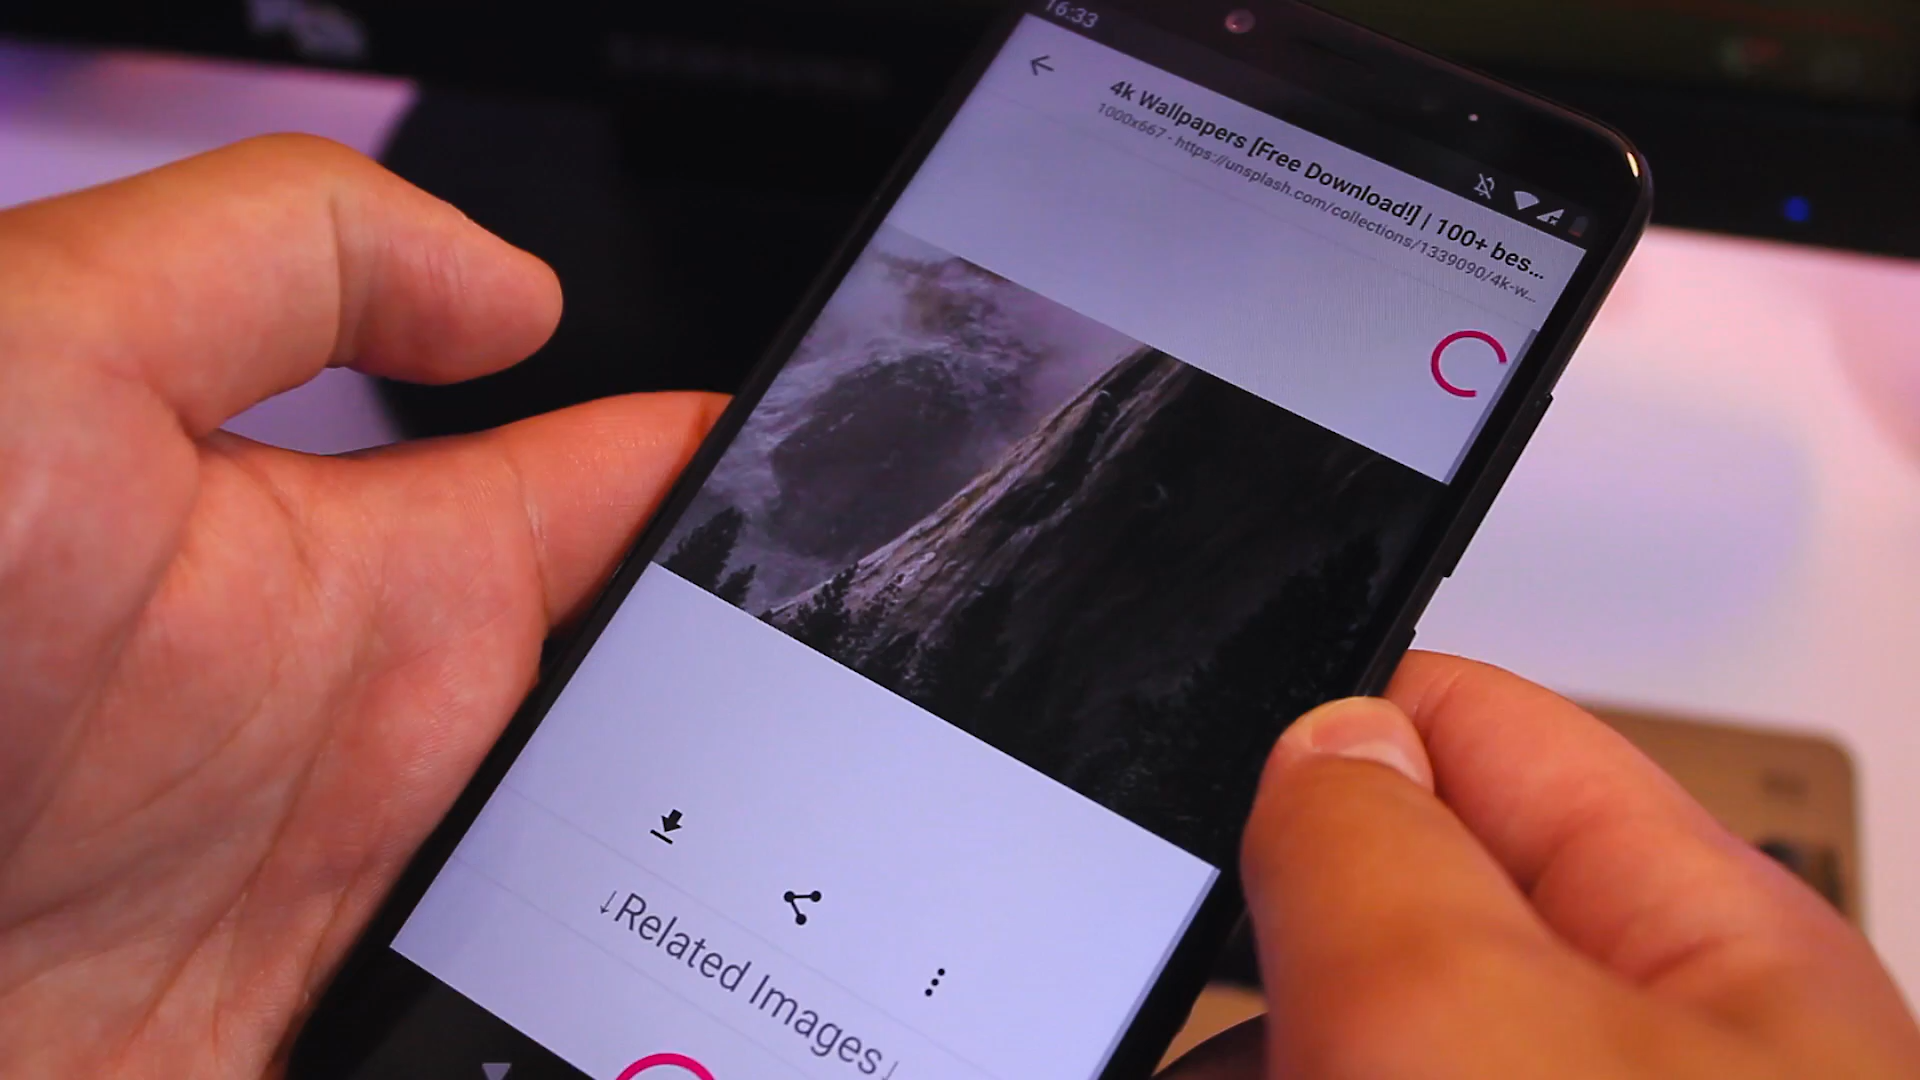 16:33
4k Wallpapers [Free Download!] | 100+ bes...
1000x667 - https://unsplash.com/collections/1339090/4k-w...
↓Related Images↓